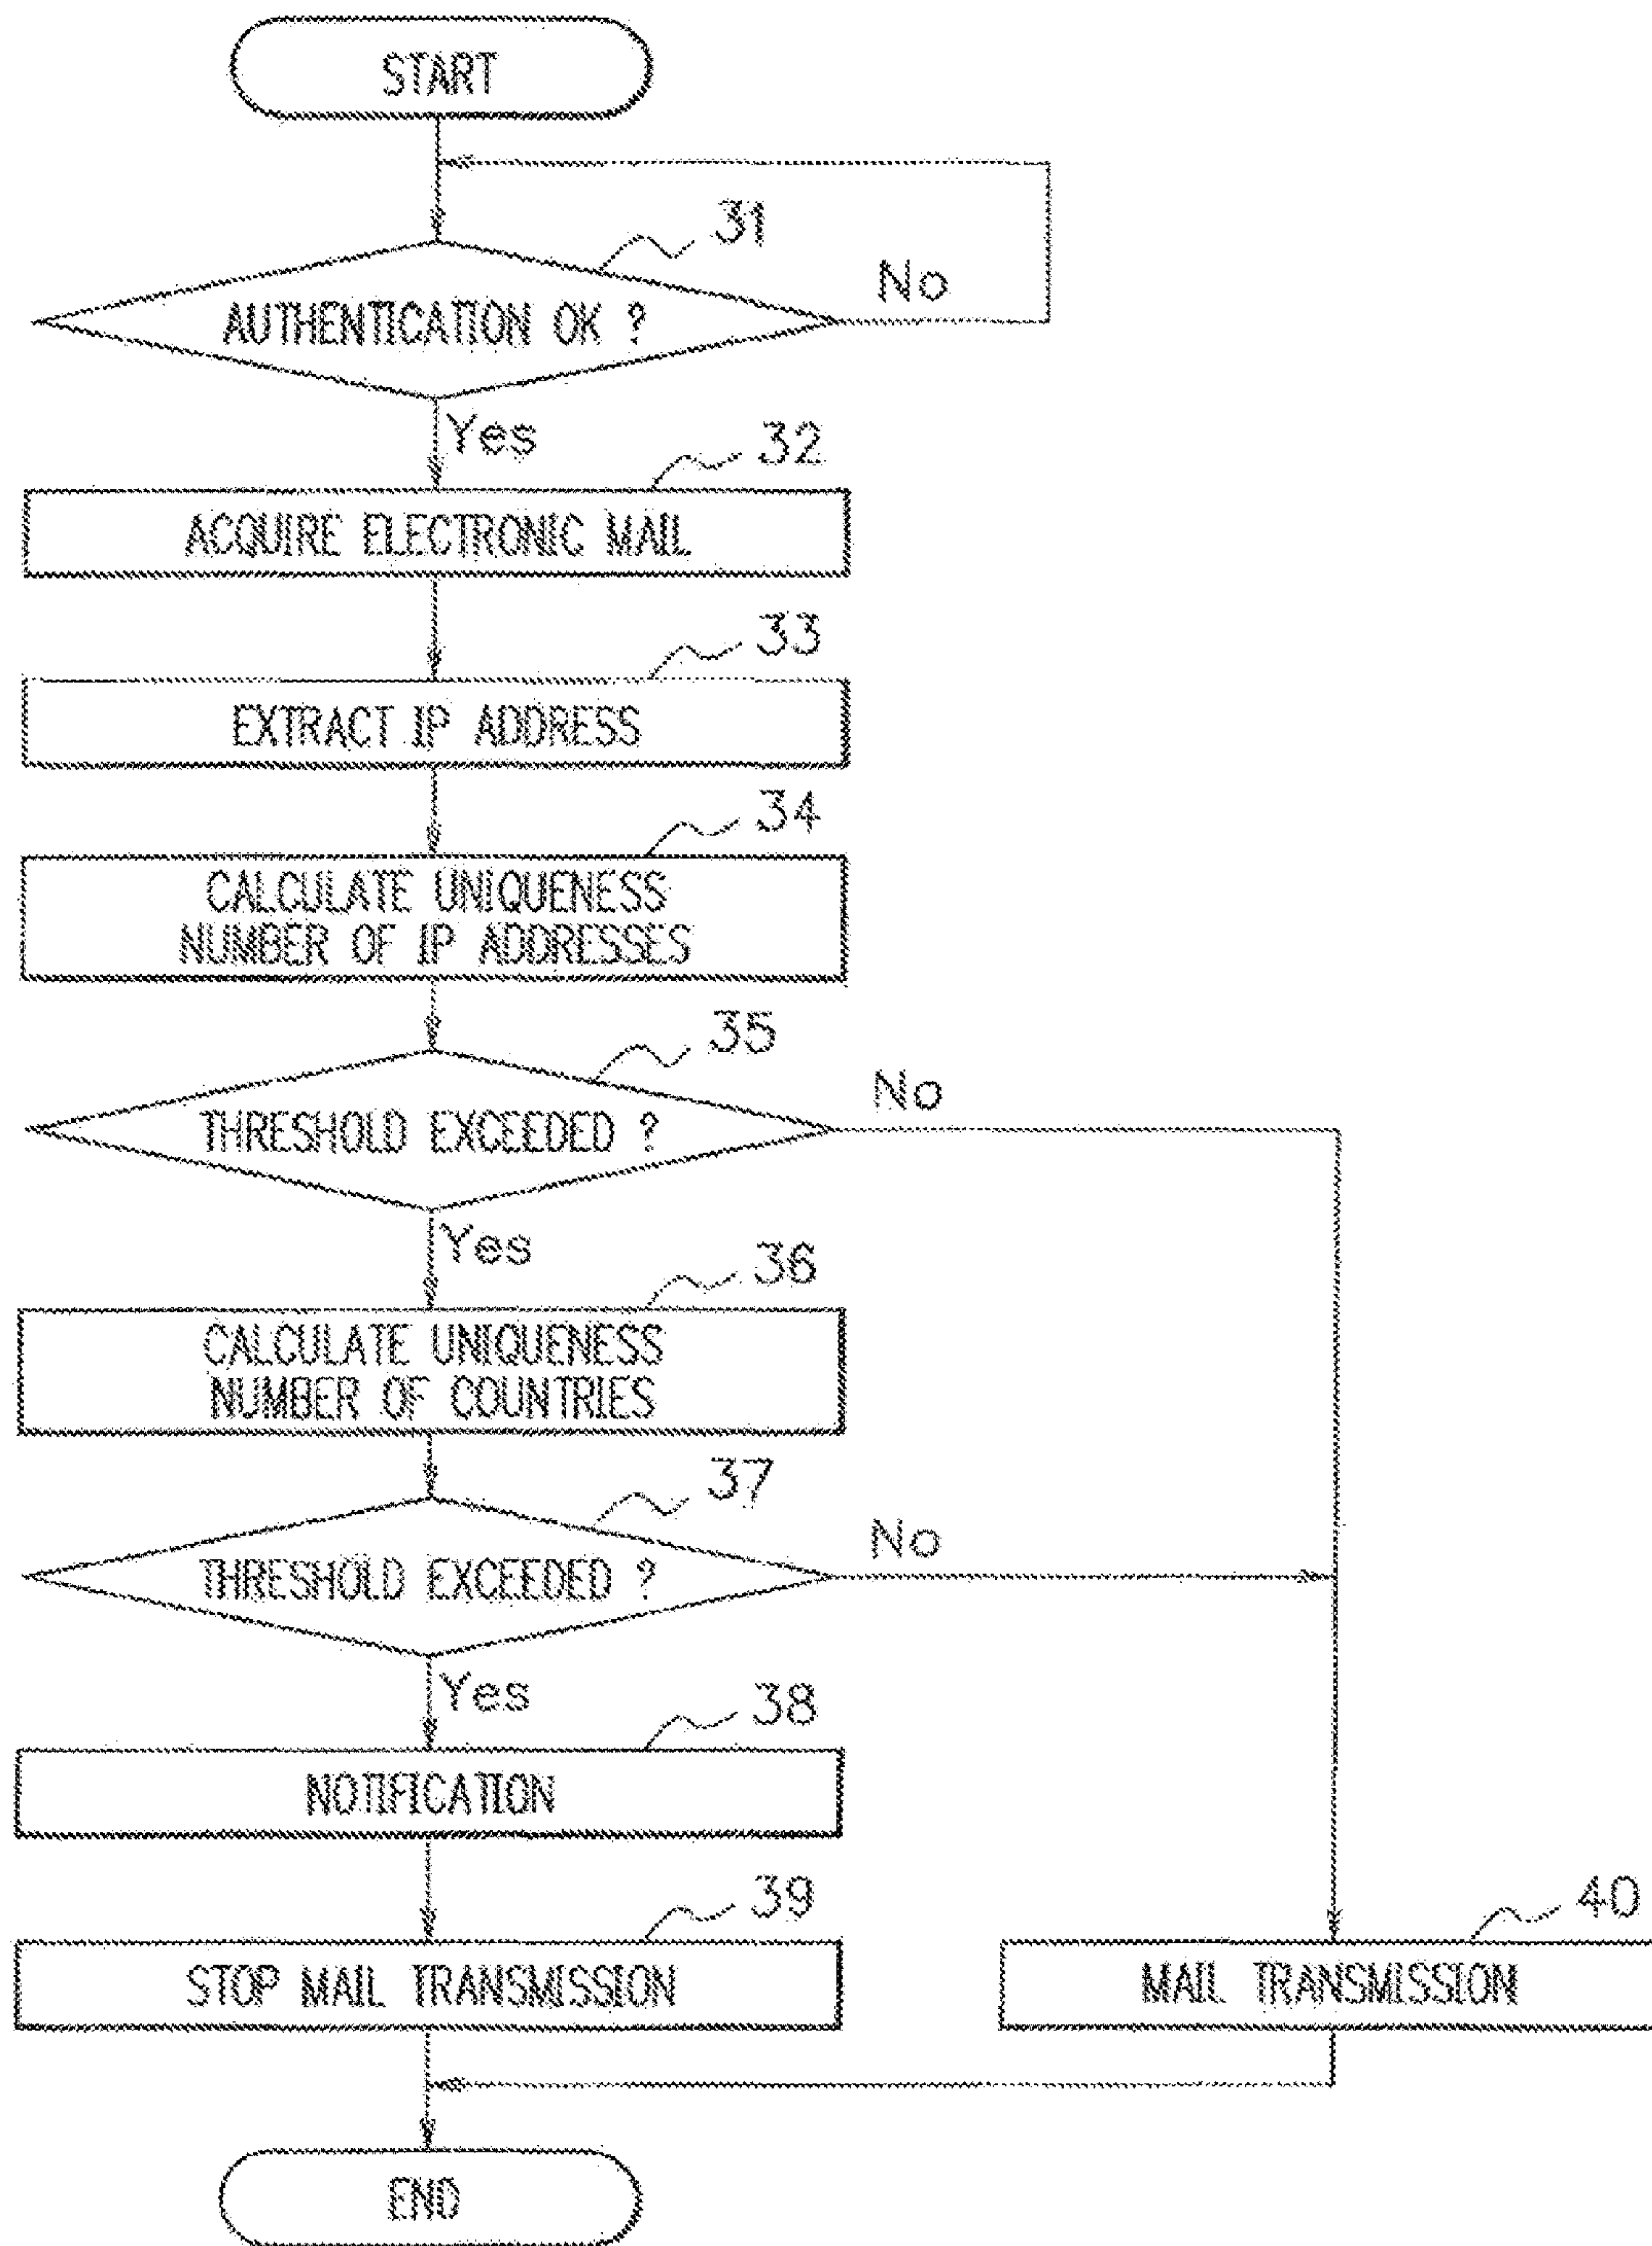 START
31
No
AUTHENTICATION OK ?
Yes
32
ACQUIRE ELECTRONIC MAIL
33
EXTRACT IP ADDRESS
34
CALCULATE UNIQUENESS
NUMBER OF IP ADDRESSES
35
No
THRESHOLD EXCEEDED ?
Yes
36
CALCULATE UNIQUENESS
NUMBER OF COUNTRIES
37
No
THRESHOLD EXCEEDED ?
Yes
38
NOTIFICATION
39
STOP MAIL TRANSMISSION
40
MAIL TRANSMISSION
END